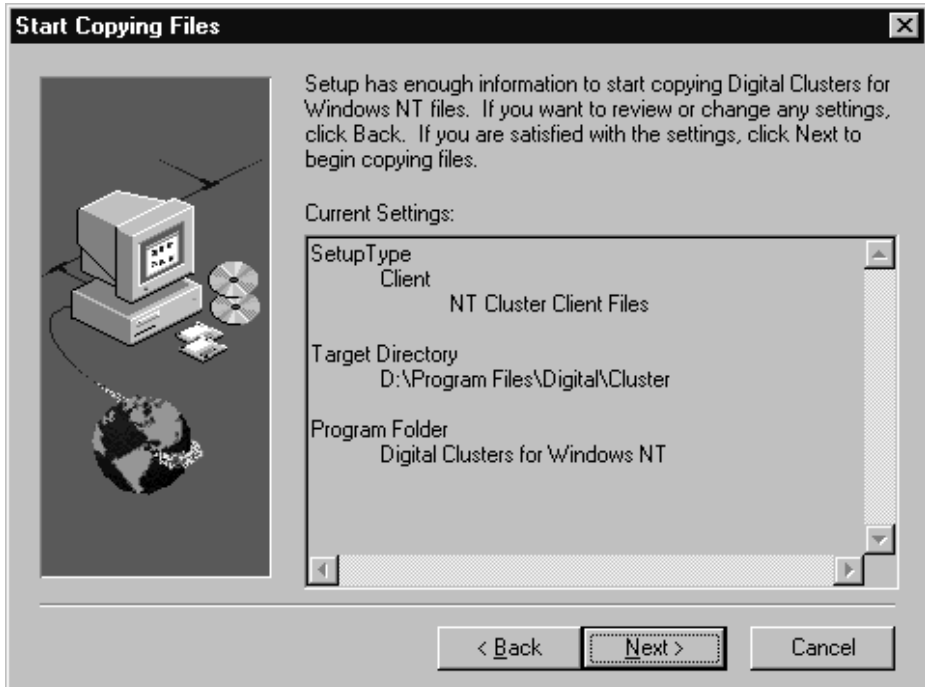 Start Copying Files
Setup has enough information to start copying Digital Clusters for
Windows NT files.  If you want to review or change any settings,
click Back.  If you are satisfied with the settings, click Next to
begin copying files.
Current Settings:
SetupType
Client
NT Cluster Client Files
Target Directory
D:\Program Files\Digital\Cluster
Program Folder
Digital Clusters for Windows NT
< Back
Next >
Cancel